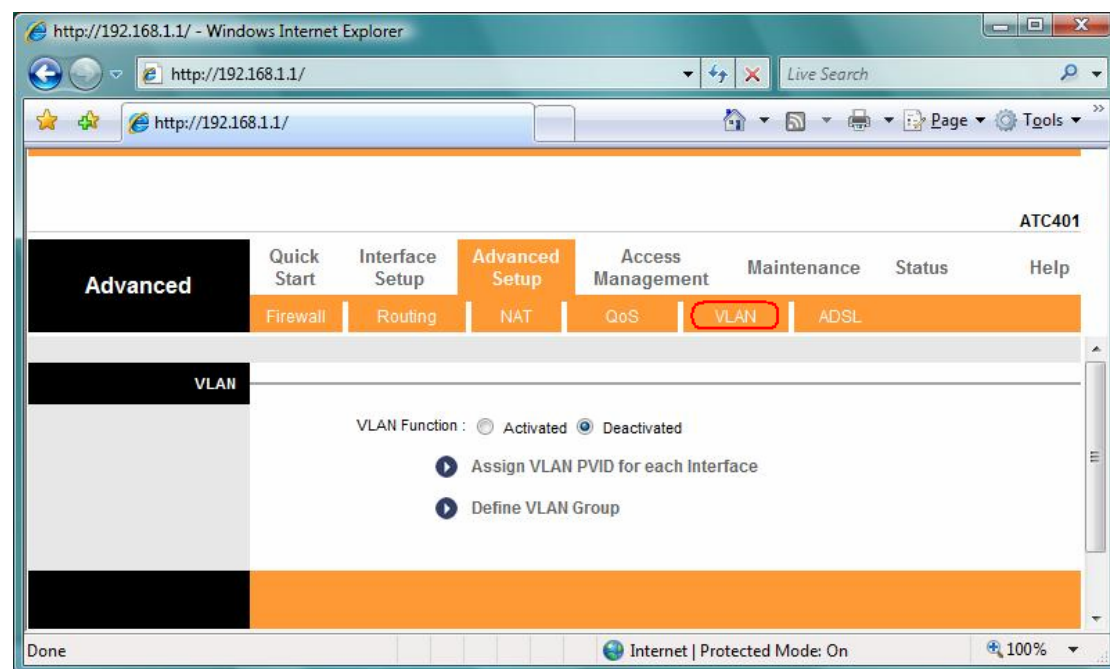 http://192.168.1.1/ - Windows Internet Explorer
http://192.168.1.1/
Live Search
http://192.168.1.1/
Page
Tools
ATC401
Advanced
Quick Start
Interface Setup
Advanced Setup
Access Management
Maintenance
Status
Help
Firewall
Routing
NAT
QoS
VLAN
ADSL
VLAN
VLAN Function : Activated Deactivated
Assign VLAN PVID for each Interface
Define VLAN Group
Done
Internet | Protected Mode: On
100%